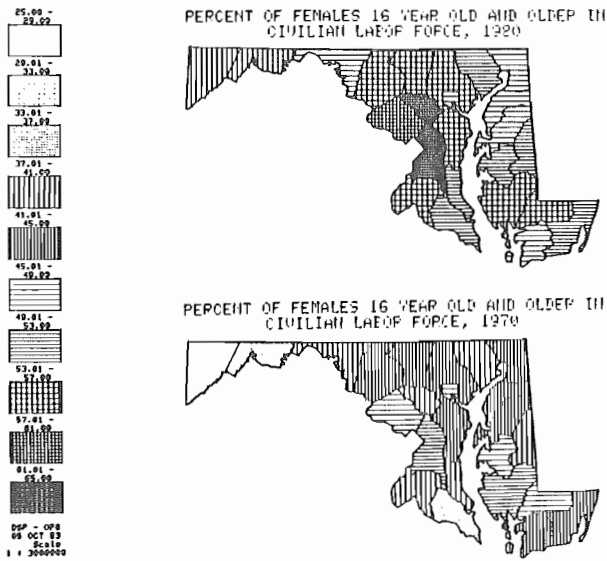 25.00 -
29.00
29.01 -
33.00
33.01 -
37.00
37.01 -
41.00
41.01 -
45.00
45.01 -
49.00
49.01 -
53.00
53.01 -
57.00
57.01 -
61.00
61.01 -
65.00
DSP -
05 OCT 83
Scale
1 : 3000000
PERCENT OF FEMALES 16 YEAR OLD AND OLDER IN
CIVILIAN LABOR FORCE, 1980
PERCENT OF FEMALES 16 YEAR OLD AND OLDER IN
CIVILIAN LABOR FORCE, 1970